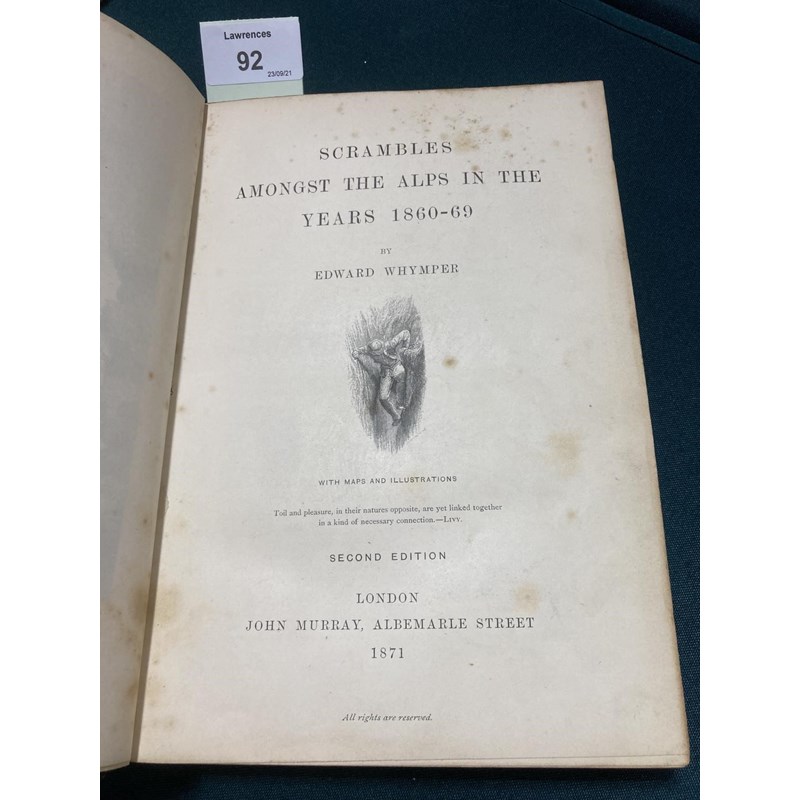 Lawrences
92
23/09/21
SCRAMBLES
AMONGST THE ALPS IN THE
YEARS 1860-69
BY
EDWARD WHYMPER
WITH MAPS AND ILLUSTRATIONS
Toil and pleasure, in their natures opposite, are yet linked together
in a kind of necessary connection.—LIVY.
SECOND EDITION
LONDON
JOHN MURRAY, ALBEMARLE STREET
1871
All rights are reserved.